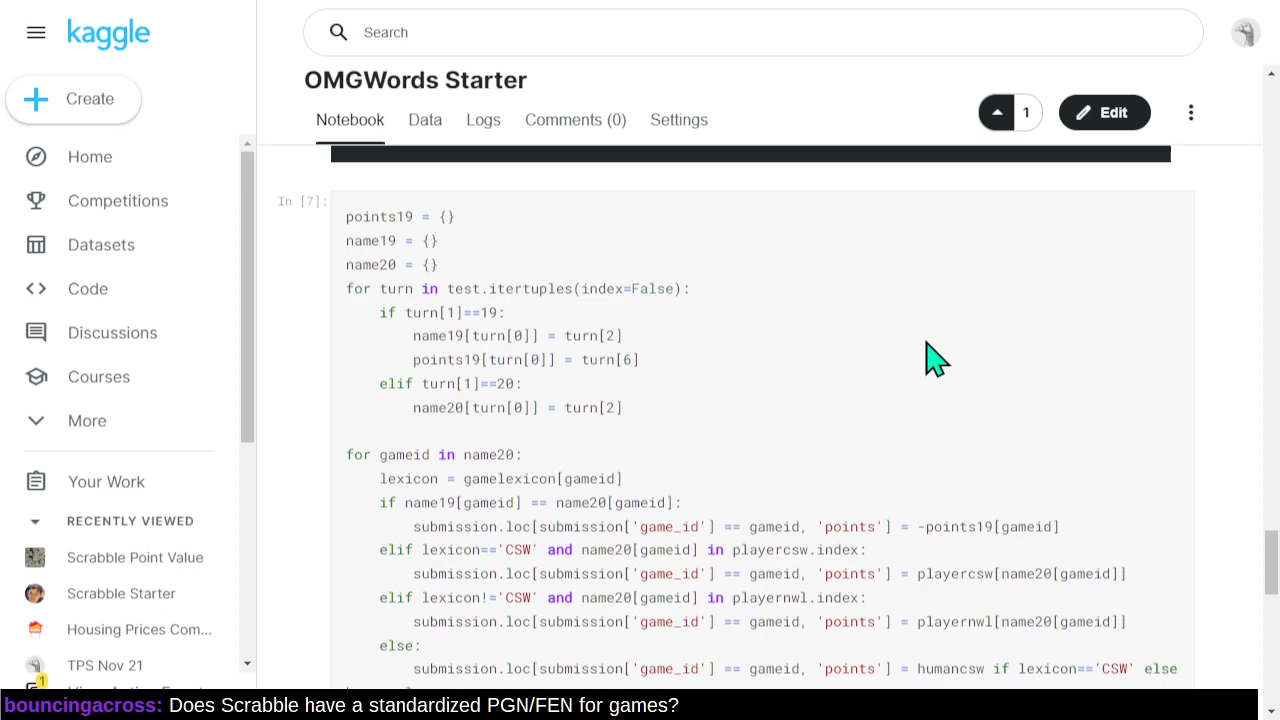 kaggle
Search
Create
OMGWords Starter
Notebook
Data
Logs
Comments (0)
Settings
1
Edit
Home
Competitions
Datasets
Code
Discussions
Courses
More
Your Work
RECENTLY VIEWED
Scrabble Point Value
Scrabble Starter
Housing Prices Com...
TPS Nov 21
1
In [7]:
points19 = {}
name19 = {}
name20 = {}
for turn in test.itertuples(index=False):
    if turn[1]==19:
        name19[turn[0]] = turn[2]
        points19[turn[0]] = turn[6]
    elif turn[1]==20:
        name20[turn[0]] = turn[2]
for gameid in name20:
    lexicon = gamelexicon[gameid]
    if name19[gameid] == name20[gameid]:
        submission.loc[submission['game_id'] == gameid, 'points'] = -points19[gameid]
    elif lexicon=='CSW' and name20[gameid] in playercsw.index:
        submission.loc[submission['game_id'] == gameid, 'points'] = playercsw[name20[gameid]]
    elif lexicon!='CSW' and name20[gameid] in playernwl.index:
        submission.loc[submission['game_id'] == gameid, 'points'] = playernwl[name20[gameid]]
    else:
        submission.loc[submission['game_id'] == gameid, 'points'] = humancsw if lexicon=='CSW' else
bouncingacross: Does Scrabble have a standardized PGN/FEN for games?